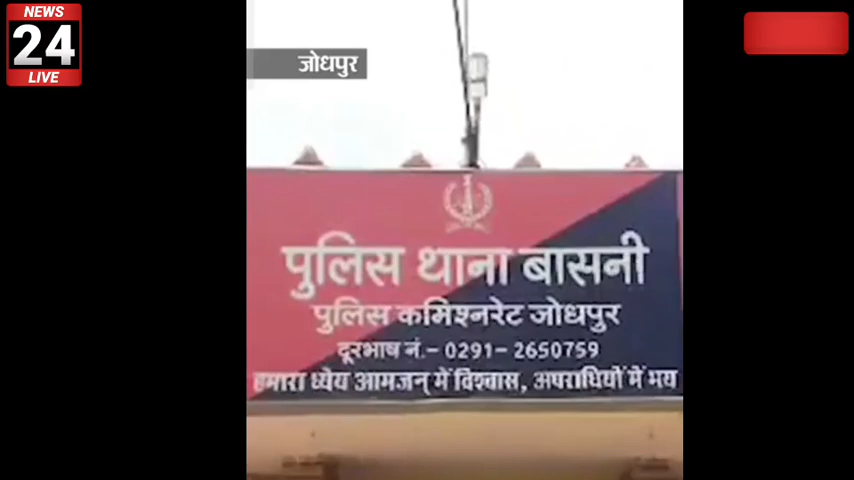 NEWS
24
LIVE
जोधपुर
पुलिस थाना बासनी
पुलिस कमिश्नरेट जोधपुर
दूरभाष नं.- 0291- 2650759
हमारा ध्येय आमजन् में विश्वास, अपराधियों में भय